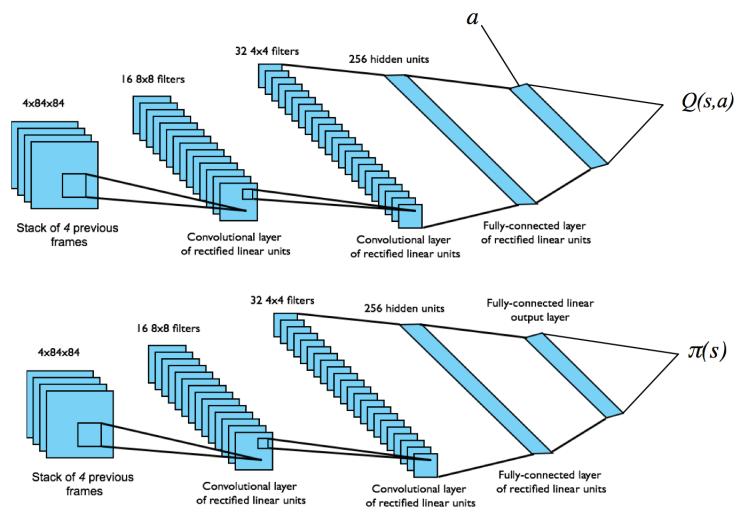 a
32 4x4 filters
256 hidden units
16 8x8 filters
4x84x84
Q(s,a)
Stack of 4 previous
frames
Convolutional layer
of rectified linear units
Convolutional layer
of rectified linear units
Fully-connected layer
of rectified linear units
32 4x4 filters
256 hidden units
Fully-connected linear
output layer
16 8x8 filters
4x84x84
π(s)
Stack of 4 previous
frames
Convolutional layer
of rectified linear units
Convolutional layer
of rectified linear units
Fully-connected layer
of rectified linear units